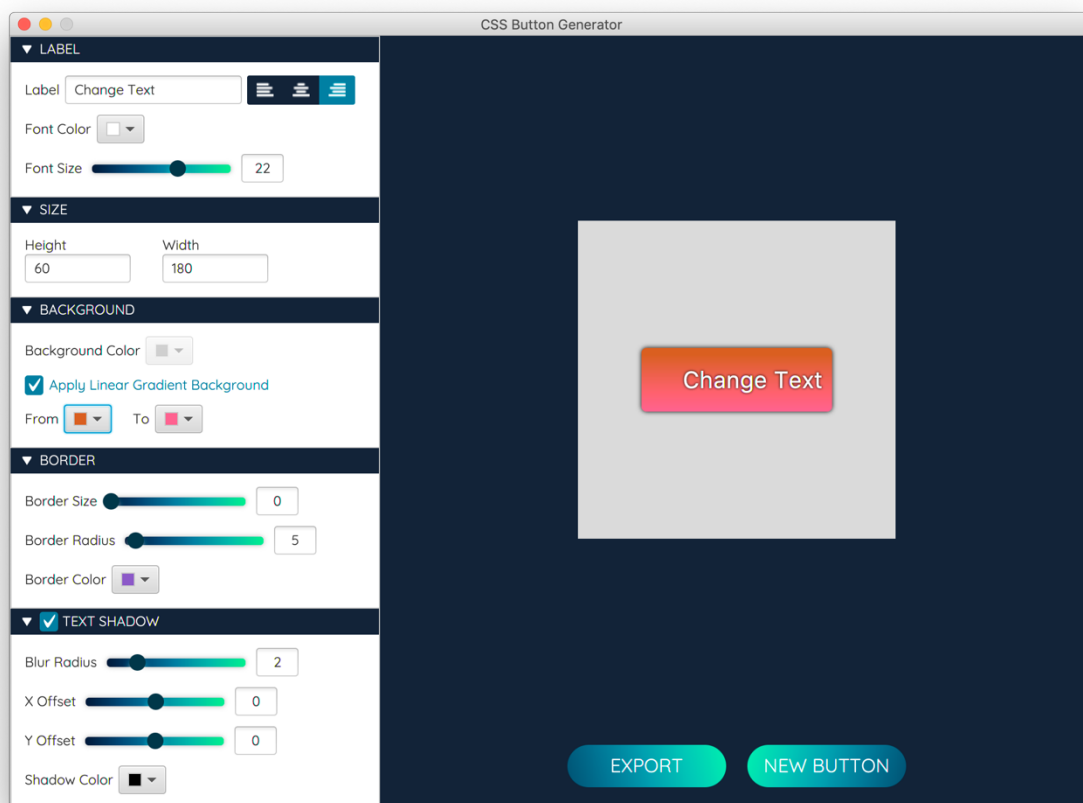 CSS Button Generator
LABEL
Label Change Text
Font Color
Font Size 22
SIZE
Height Width
60 180
BACKGROUND
Background Color
Apply Linear Gradient Background
From To
BORDER
Border Size 0
Border Radius 5
Border Color
TEXT SHADOW
Blur Radius 2
X Offset 0
Y Offset 0
Shadow Color
Change Text
EXPORT NEW BUTTON